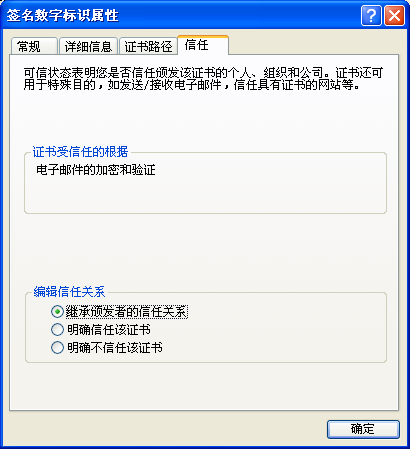 签名数字标识属性
常规
详细信息
证书路径
信任
可信状态表明您是否信任颁发该证书的个人、组织和公司。证书还可
用于特殊目的，如发送/接收电子邮件，信任具有证书的网站等。
证书受信任的根据
电子邮件的加密和验证
编辑信任关系
继承颁发者的信任关系
明确信任该证书
明确不信任该证书
确定